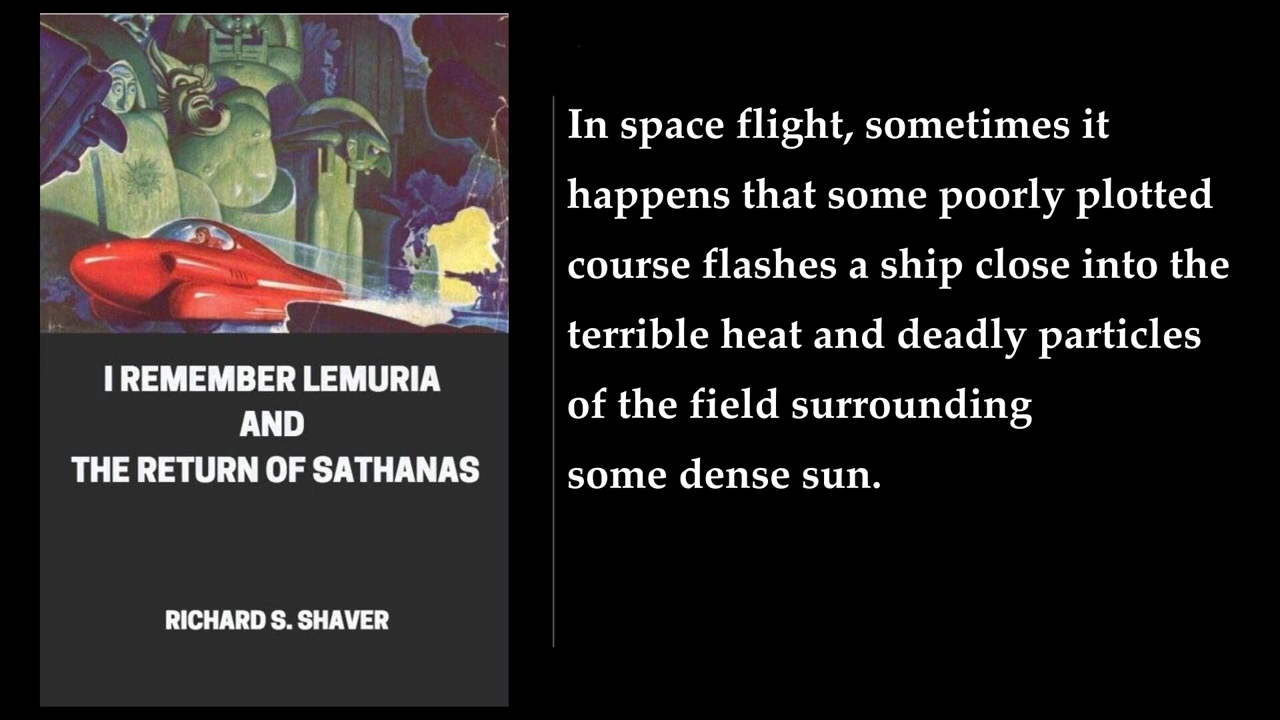 I REMEMBER LEMURIA
AND
THE RETURN OF SATHANAS
RICHARD S. SHAVER
In space flight, sometimes it
happens that some poorly plotted
course flashes a ship close into the
terrible heat and deadly particles
of the field surrounding
some dense sun.